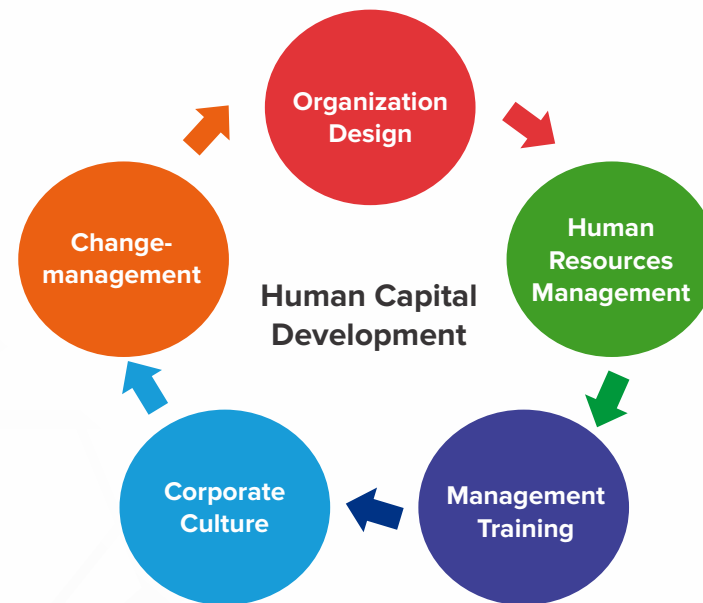 Organization
Design
Change-
management
Human
Resources
Management
Human Capital
Development
Corporate
Culture
Management
Training